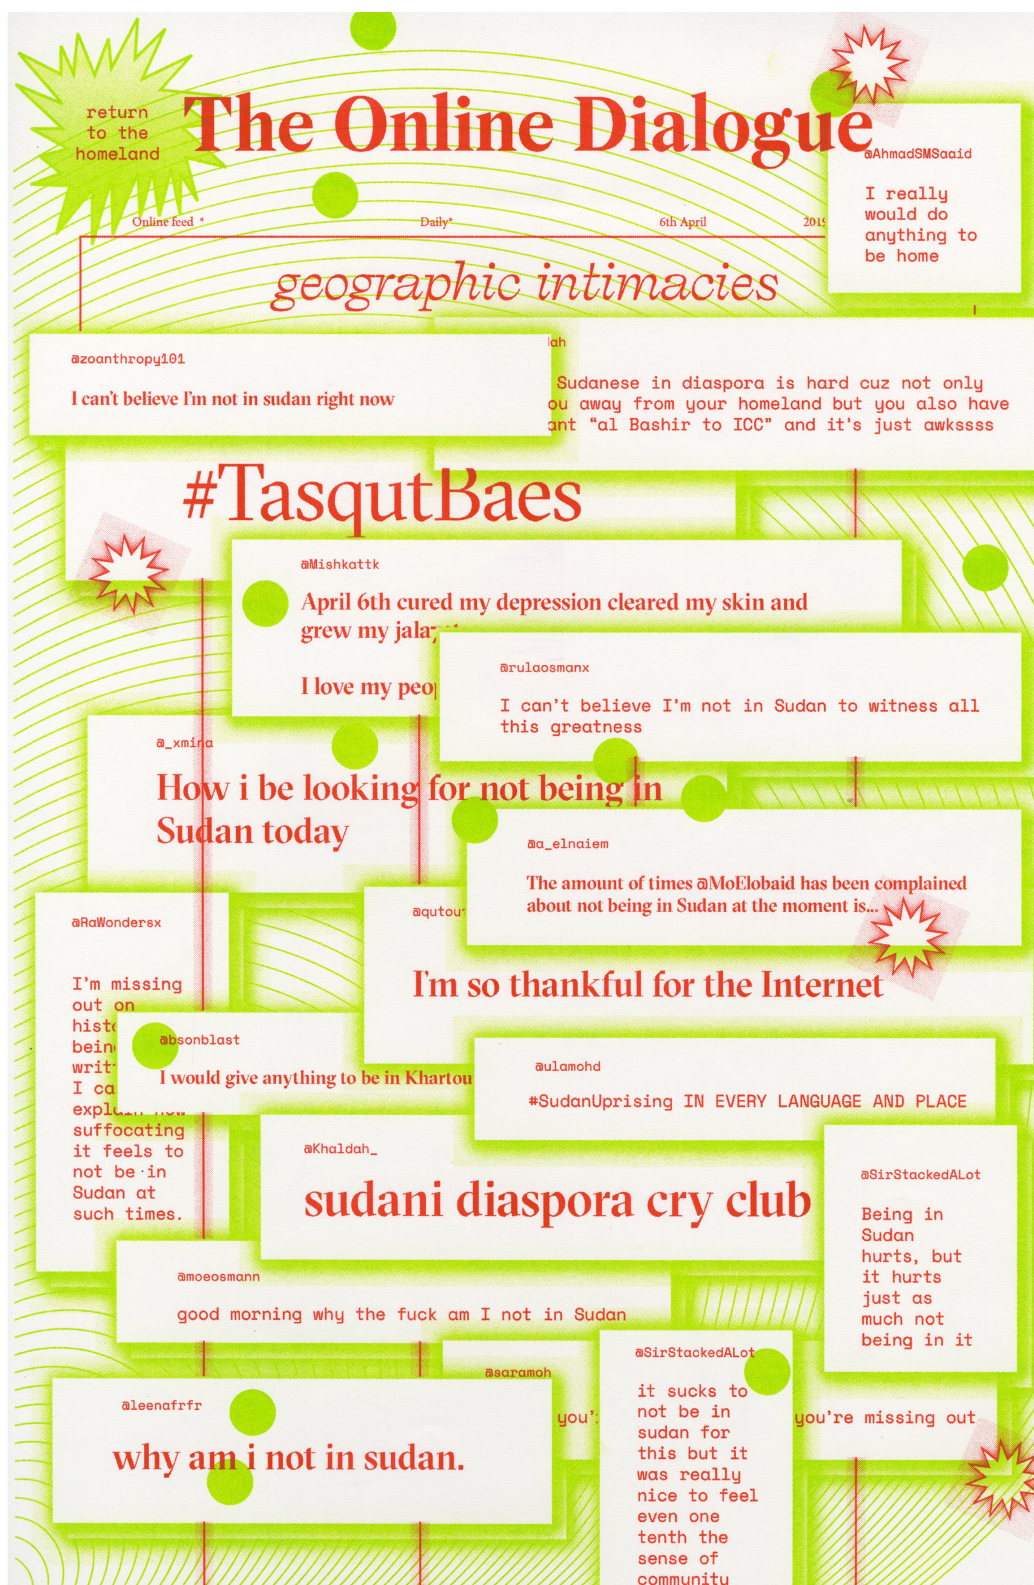 return
to the
homeland
The Online Dialogue
Online feed *
Daily*
6th April
geographic intimacies
@AhmadSMSaaid
I really
would do
anything to
be home
@zoanthropy101
I can't believe I'm not in sudan right now
Sudanese in diaspora is hard cuz not only
away from your homeland but you also have
“al Bashir to ICC” and it's just awkssss
#TasqutBaes
@Mishkattk
April 6th cured my depression cleared my skin and
grew my
I love my
@rulaosmanx
I can't believe I'm not in Sudan to witness all
this greatness
@_xmina
How i be looking for not being in
Sudan today
@a_elnaiem
The amount of times @MoElobaid has been complained
about not being in Sudan at the moment is...
@RaWondersx
I'm missing
out on
I
explain how
suffocating
it feels to
not be in
Sudan at
such times.
I'm so thankful for the Internet
@absonblast
I would give anything to be in
@ulamohd
#SudanUprising IN EVERY LANGUAGE AND PLACE
@Khaldah_
sudani diaspora cry club
@SirStackedALot
Being in
Sudan
hurts, but
it hurts
just as
much not
being in it
@moeosmann
good morning why the fuck am I not in Sudan
@saramoh
you're missing out
@SirStackedALot
it sucks to
not be in
sudan for
this but it
was really
nice to feel
even one
tenth the
sense of
community
@leenafrfr
why am i not in sudan.